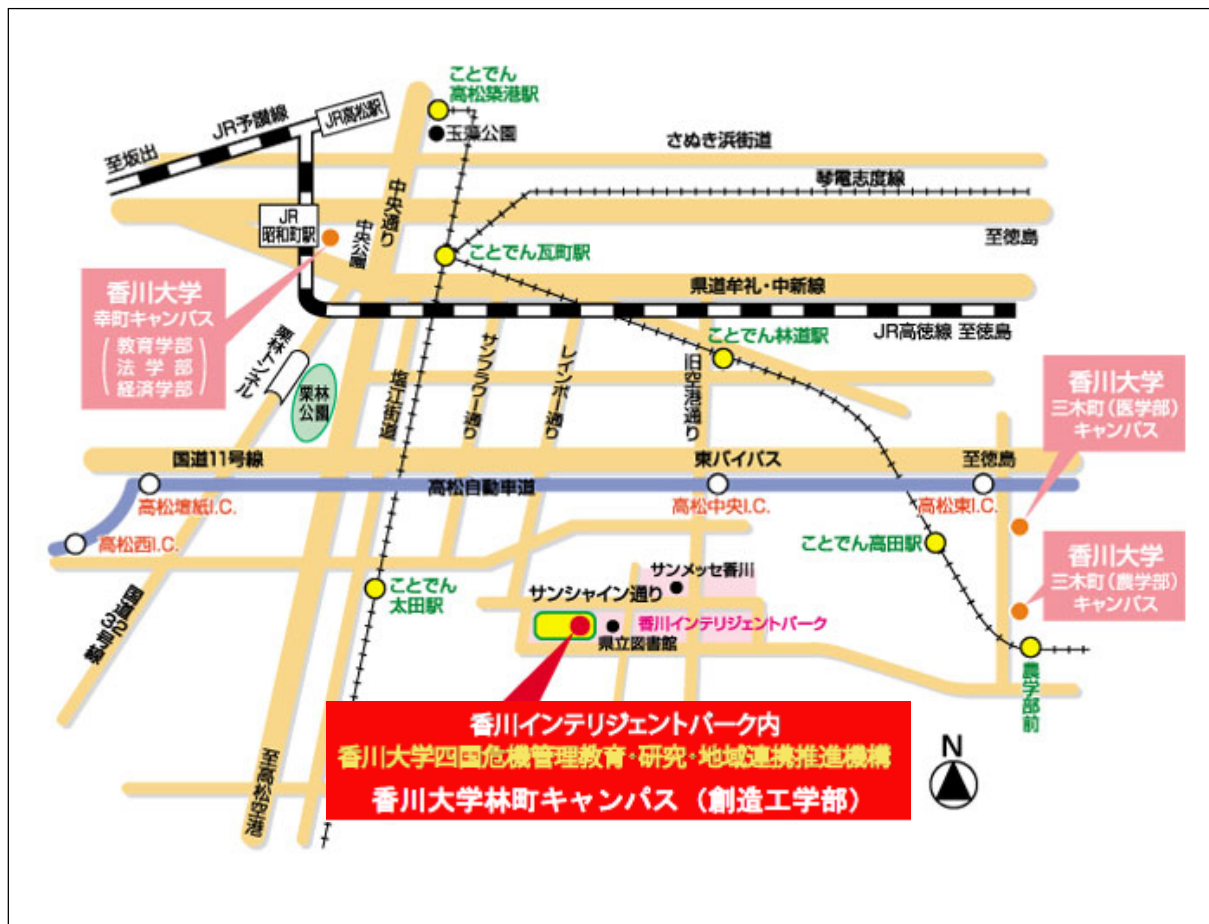 ことでん
高松築港駅
玉藻公園
JR高松駅
JR予讃線
至坂出
さぬき浜街道
琴電志度線
至徳島
中央通り
中央公園
JR
昭和町駅
ことでん瓦町駅
県道牟礼・中新線
JR高徳線 至徳島
香川大学
幸町キャンパス
(教育学部
法学部
経済学部)
栗林トンネル
栗林
公園
塩江街道
サンフラワー通り
レインボー通り
旧空港通り
ことでん林道駅
香川大学
三木町(医学部)
キャンパス
国道11号線
東バイパス
至徳島
高松自動車道
高松檀紙I.C.
高松中央I.C.
高松東I.C.
高松西I.C.
ことでん高田駅
香川大学
三木町(農学部)
キャンパス
ことでん
太田駅
サンメッセ香川
サンシャイン通り
香川インテリジェントパーク
県立図書館
国道23号線
農学部前
至高松空港
香川インテリジェントパーク内
香川大学四国危機管理教育・研究・地域連携推進機構
香川大学林町キャンパス（創造工学部）
N